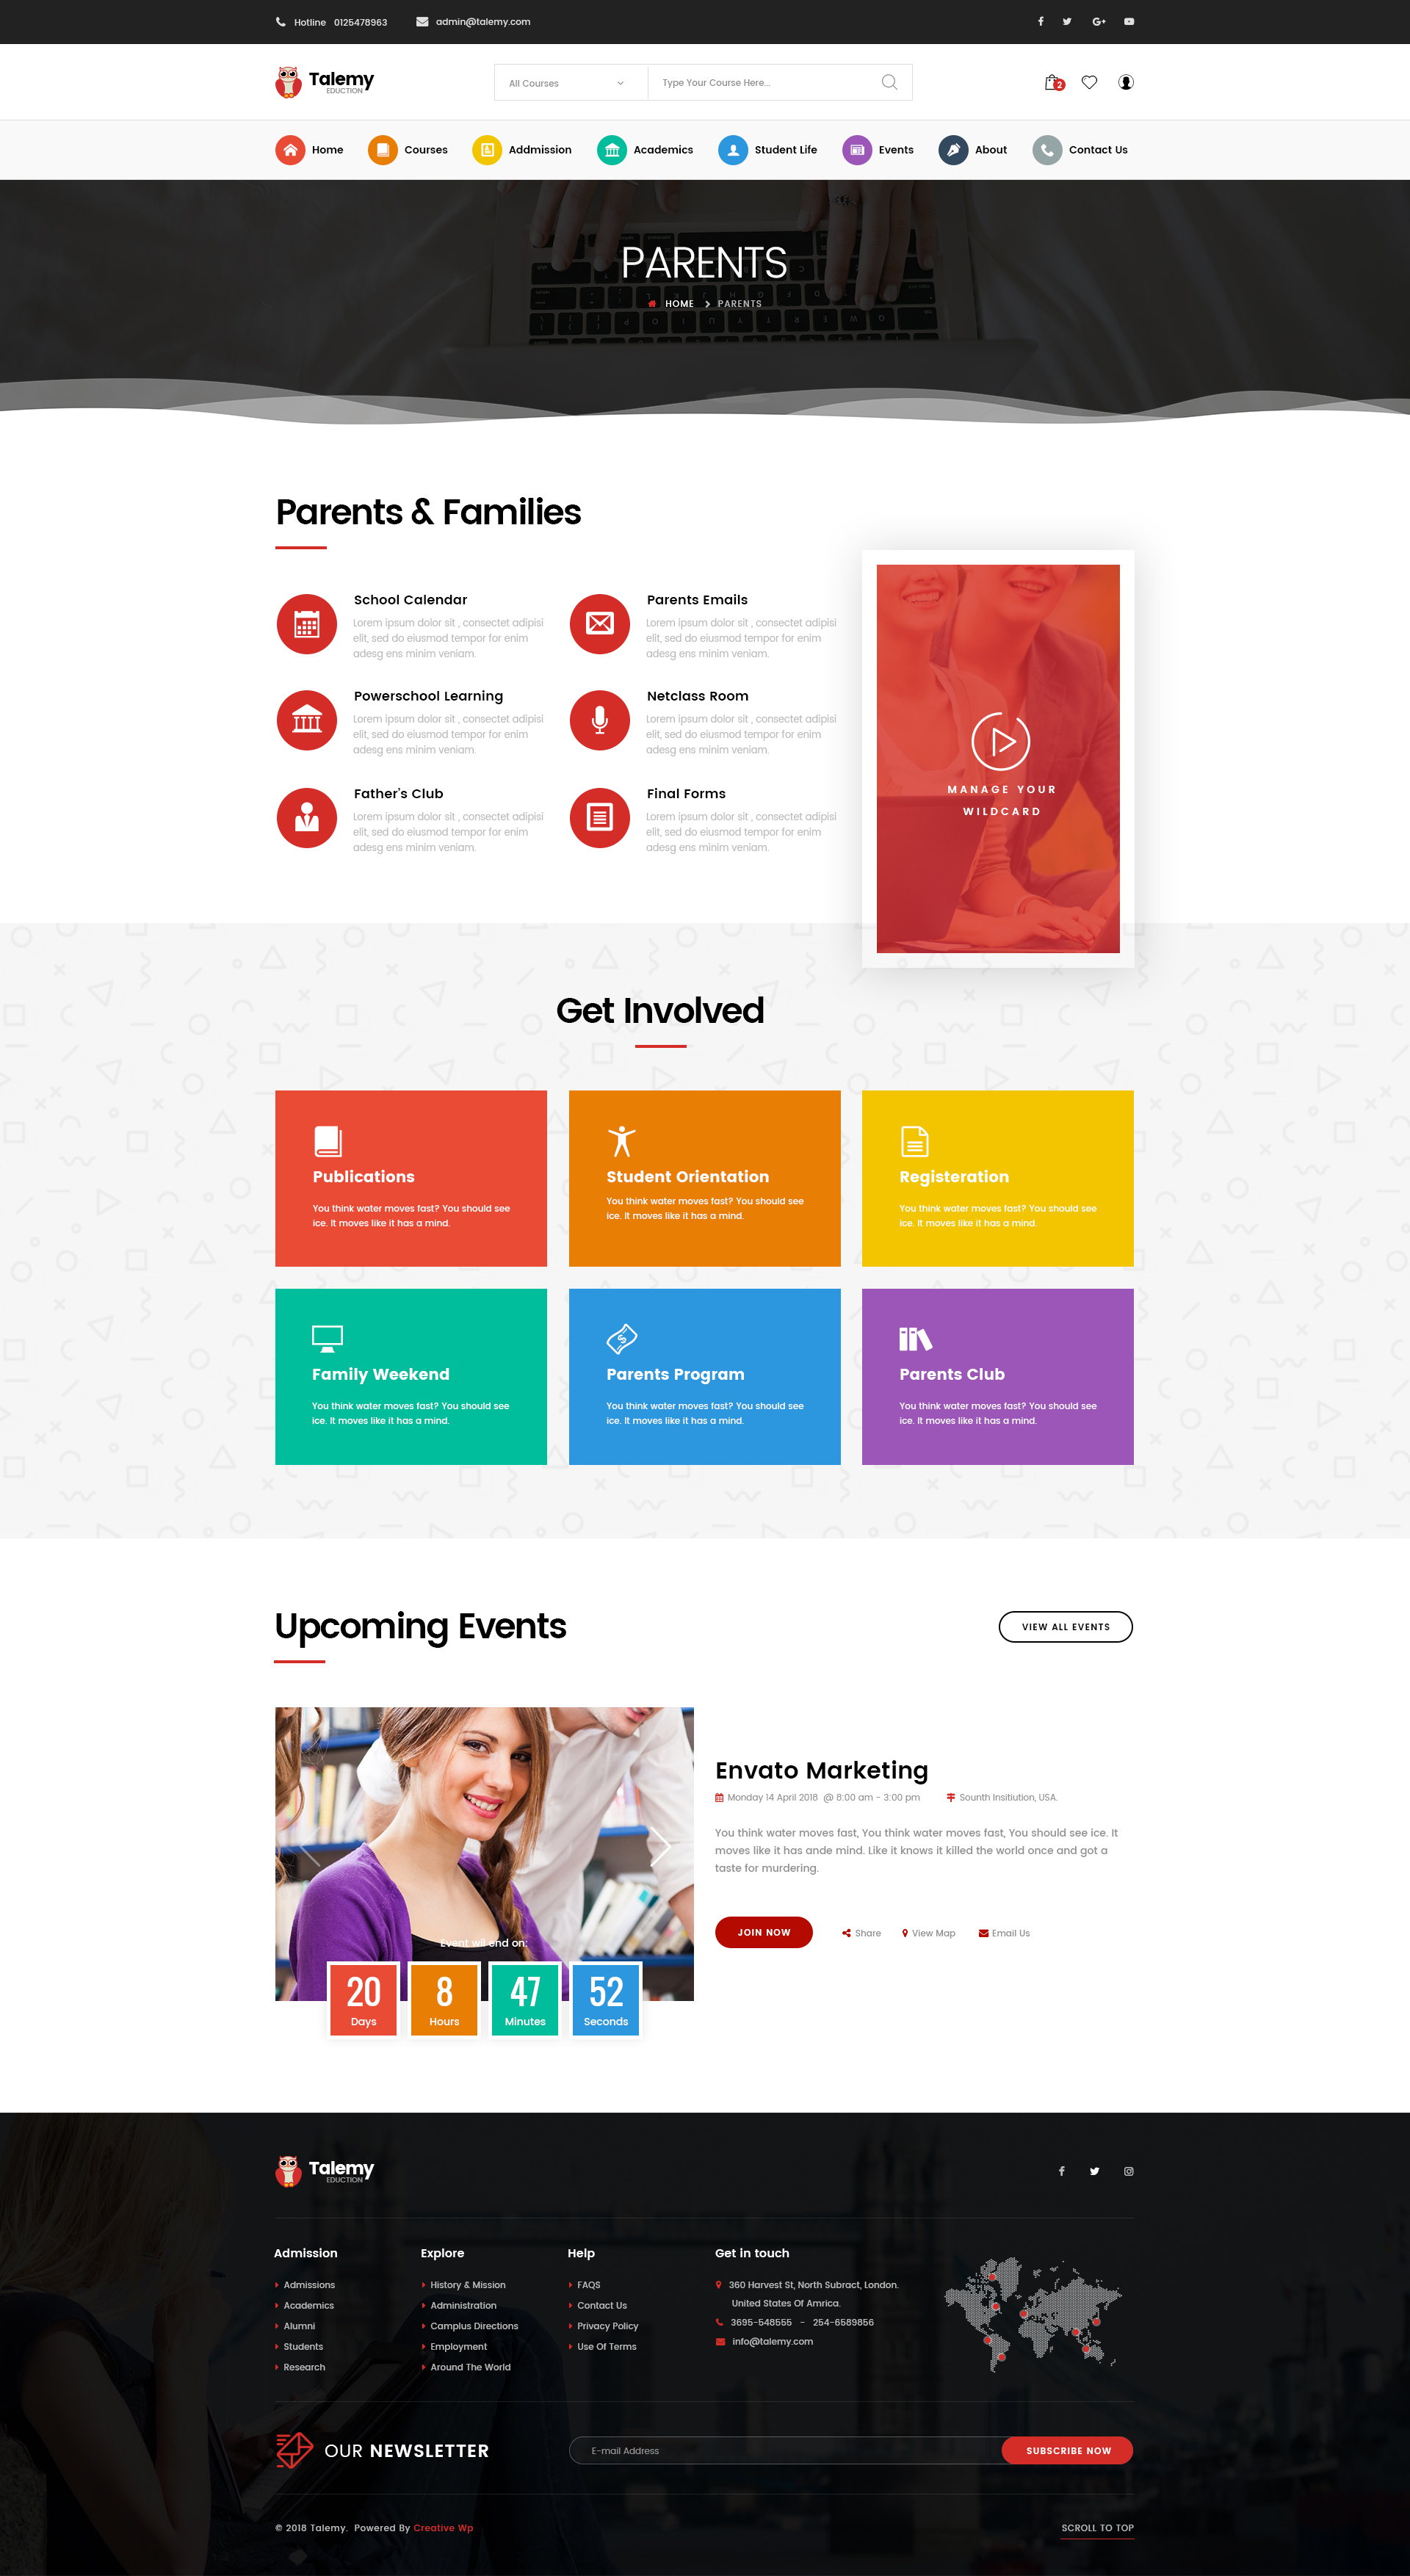 Hotline 0125478963 admin@talemy.com
Talemy
EDUCTION
All Courses Type Your Course Here... 2
Home Courses Addmission Academics Student Life Events About Contact Us
PARENTS
HOME PARENTS
Parents & Families
School Calendar
Lorem ipsum dolor sit , consectet adipisi
elit, sed do eiusmod tempor for enim
adesg ens minim veniam.
Parents Emails
Lorem ipsum dolor sit , consectet adipisi
elit, sed do eiusmod tempor for enim
adesg ens minim veniam.
Powerschool Learning
Lorem ipsum dolor sit , consectet adipisi
elit, sed do eiusmod tempor for enim
adesg ens minim veniam.
Netclass Room
Lorem ipsum dolor sit , consectet adipisi
elit, sed do eiusmod tempor for enim
adesg ens minim veniam.
Father's Club
Lorem ipsum dolor sit , consectet adipisi
elit, sed do eiusmod tempor for enim
adesg ens minim veniam.
Final Forms
Lorem ipsum dolor sit , consectet adipisi
elit, sed do eiusmod tempor for enim
adesg ens minim veniam.
MANAGE YOUR
WILDCARD
Get Involved
Publications
You think water moves fast? You should see
ice. It moves like it has a mind.
Student Orientation
You think water moves fast? You should see
ice. It moves like it has a mind.
Registeration
You think water moves fast? You should see
ice. It moves like it has a mind.
Family Weekend
You think water moves fast? You should see
ice. It moves like it has a mind.
Parents Program
You think water moves fast? You should see
ice. It moves like it has a mind.
Parents Club
You think water moves fast? You should see
ice. It moves like it has a mind.
Upcoming Events
VIEW ALL EVENTS
Event wil end on:
20 8 47 52
Days Hours Minutes Seconds
Envato Marketing
Monday 14 April 2018 @ 8:00 am - 3:00 pm Sounth Insitiution, USA.
You think water moves fast, You think water moves fast, You should see ice. It
moves like it has ande mind. Like it knows it killed the world once and got a
taste for murdering.
JOIN NOW Share View Map Email Us
Talemy
EDUCTION
Admission
Admissions
Academics
Alumni
Students
Research
Explore
History & Mission
Administration
Camplus Directions
Employment
Around The World
Help
FAQS
Contact Us
Privacy Policy
Use Of Terms
Get in touch
360 Harvest St, North Subract, London.
United States Of Amrica.
3695-548555 - 254-6589856
info@talemy.com
OUR NEWSLETTER
E-mail Address
SUBSCRIBE NOW
© 2018 Talemy. Powered By Creative Wp
SCROLL TO TOP